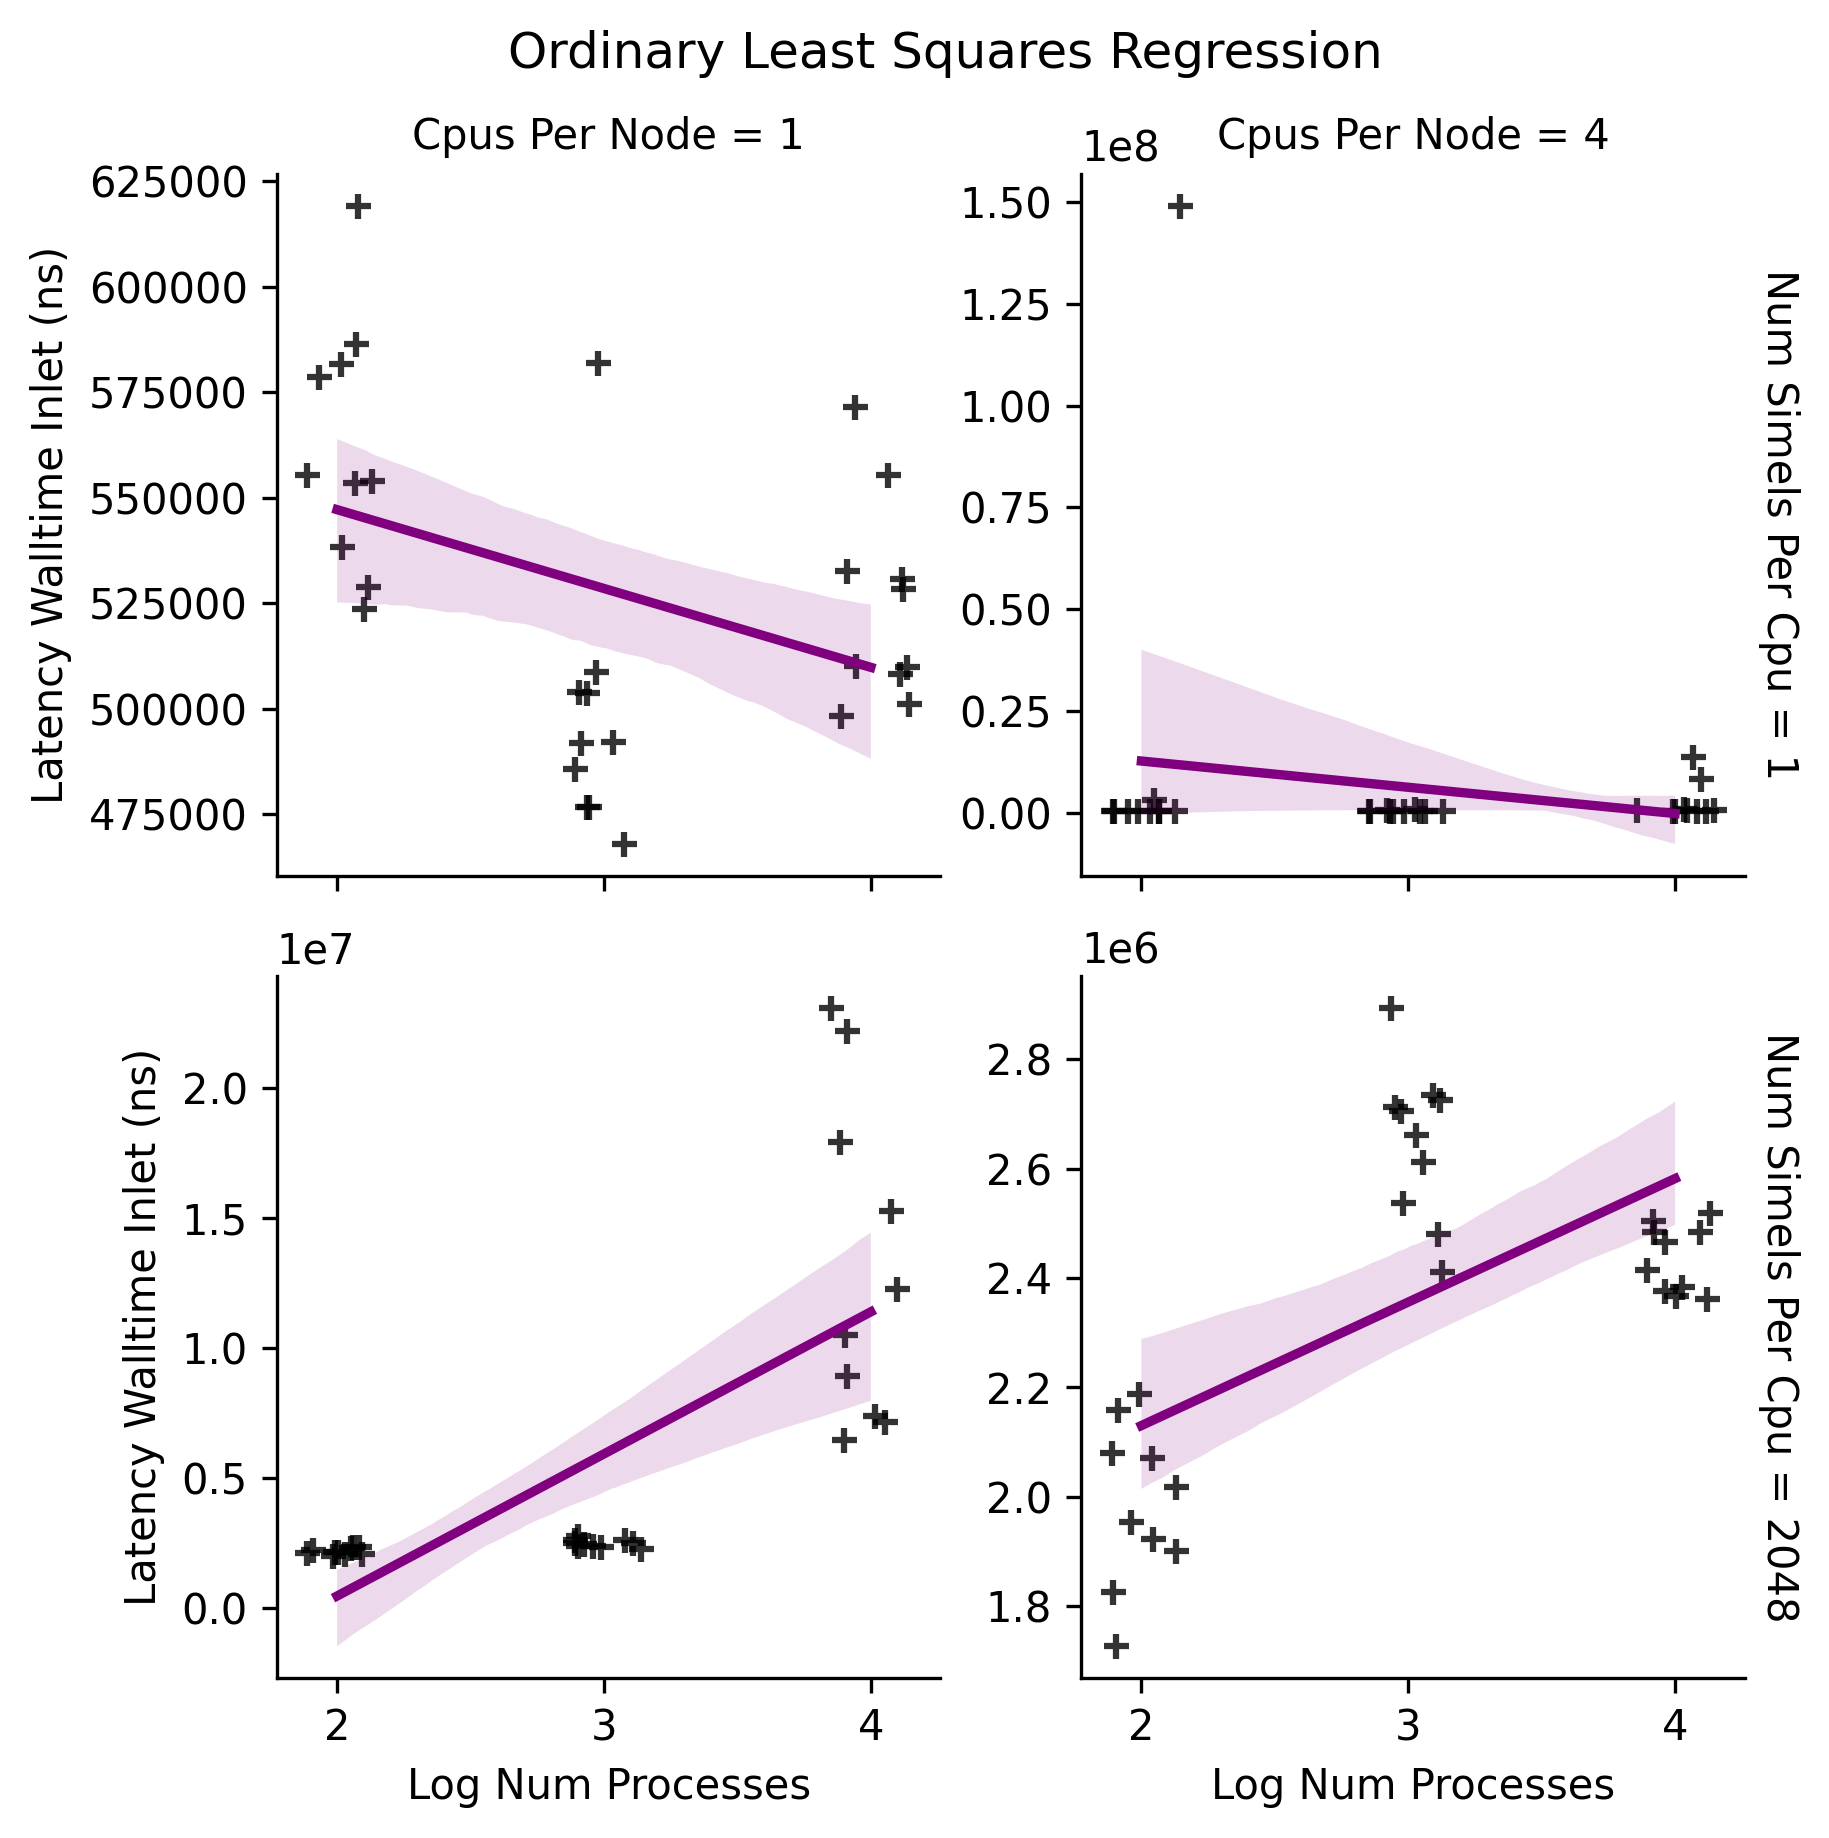 Ordinary Least Squares Regression
Cpus Per Node = 1
Cpus Per Node = 4
Latency Walltime Inlet (ns)
625000
600000
575000
550000
525000
500000
475000
1e8
1.50
1.25
1.00
0.75
0.50
0.25
0.00
Num Simels Per Cpu = 1
Latency Walltime Inlet (ns)
1e7
2.0
1.5
1.0
0.5
0.0
2
3
4
Log Num Processes
1e6
2.8
2.6
2.4
2.2
2.0
1.8
2
3
4
Log Num Processes
Num Simels Per Cpu = 2048